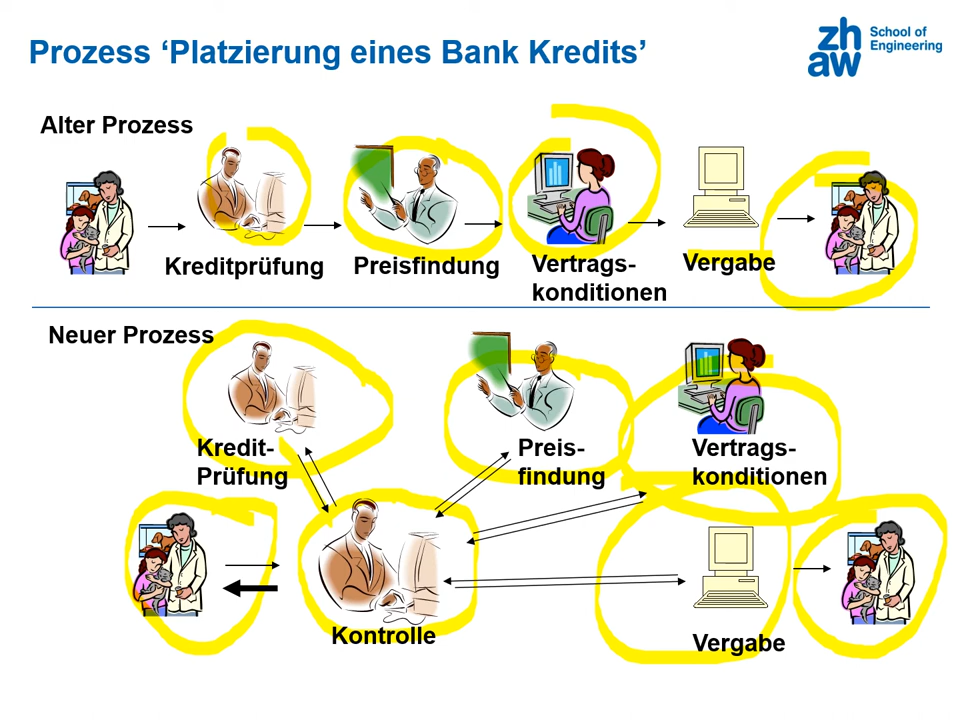 Prozess ‘Platzierung eines Bank Kredits’
zh
aw
School of
Engineering
Alter Prozess
Kreditprüfung
Preisfindung
Vertrags-
konditionen
Vergabe
Neuer Prozess
Kredit-
Prüfung
Preis-
findung
Vertrags-
konditionen
Kontrolle
Vergabe